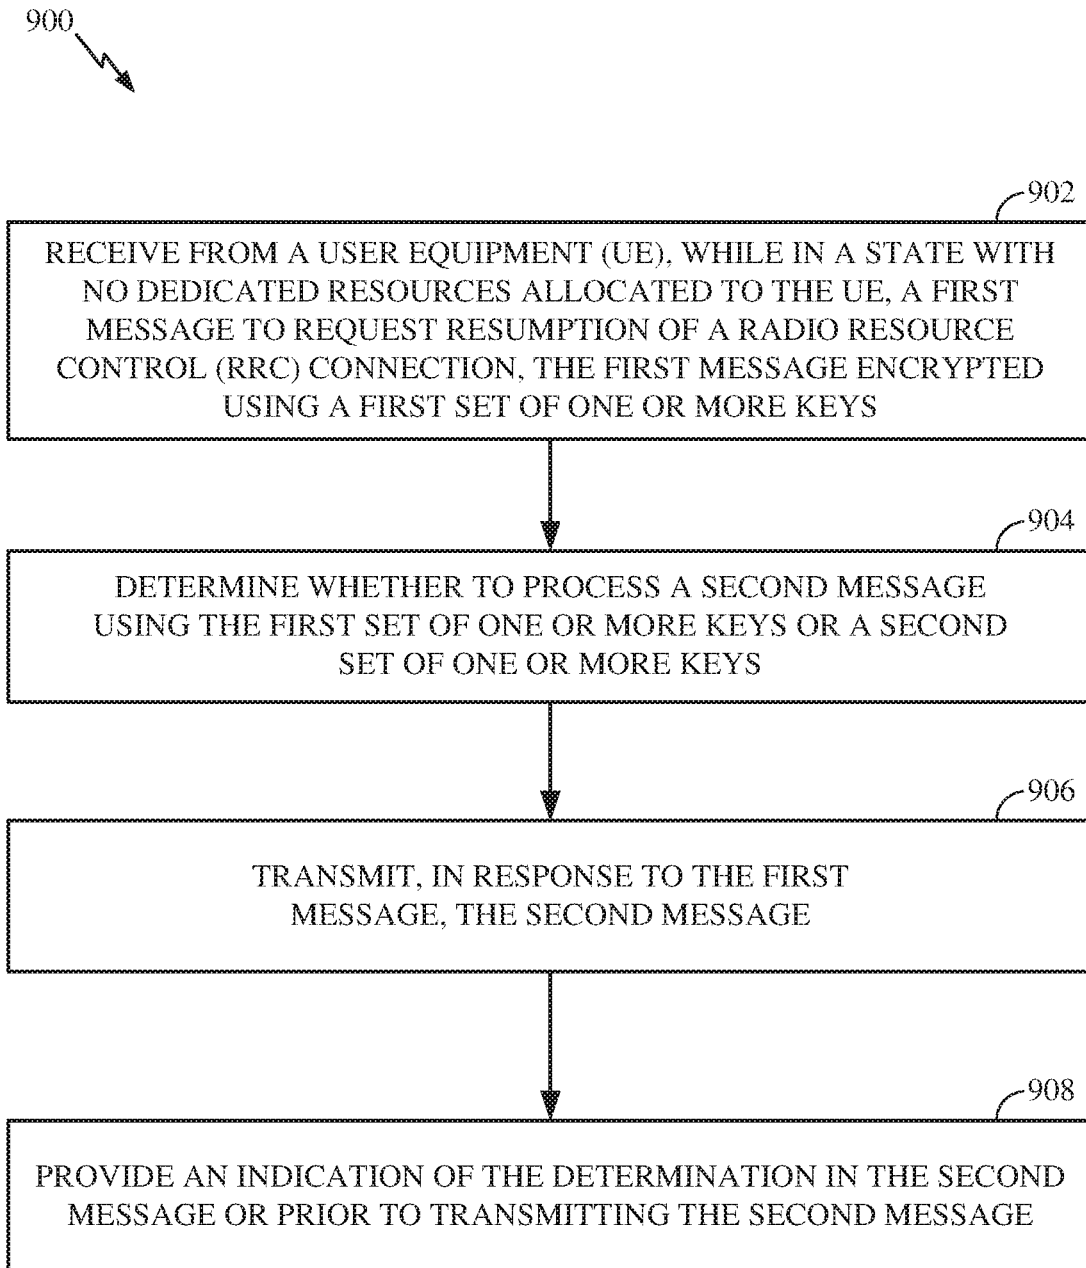 900
902
RECEIVE FROM A USER EQUIPMENT (UE), WHILE IN A STATE WITH
NO DEDICATED RESOURCES ALLOCATED TO THE UE, A FIRST
MESSAGE TO REQUEST RESUMPTION OF A RADIO RESOURCE
CONTROL (RRC) CONNECTION, THE FIRST MESSAGE ENCRYPTED
USING A FIRST SET OF ONE OR MORE KEYS
904
DETERMINE WHETHER TO PROCESS A SECOND MESSAGE
USING THE FIRST SET OF ONE OR MORE KEYS OR A SECOND
SET OF ONE OR MORE KEYS
906
TRANSMIT, IN RESPONSE TO THE FIRST
MESSAGE, THE SECOND MESSAGE
908
PROVIDE AN INDICATION OF THE DETERMINATION IN THE SECOND
MESSAGE OR PRIOR TO TRANSMITTING THE SECOND MESSAGE